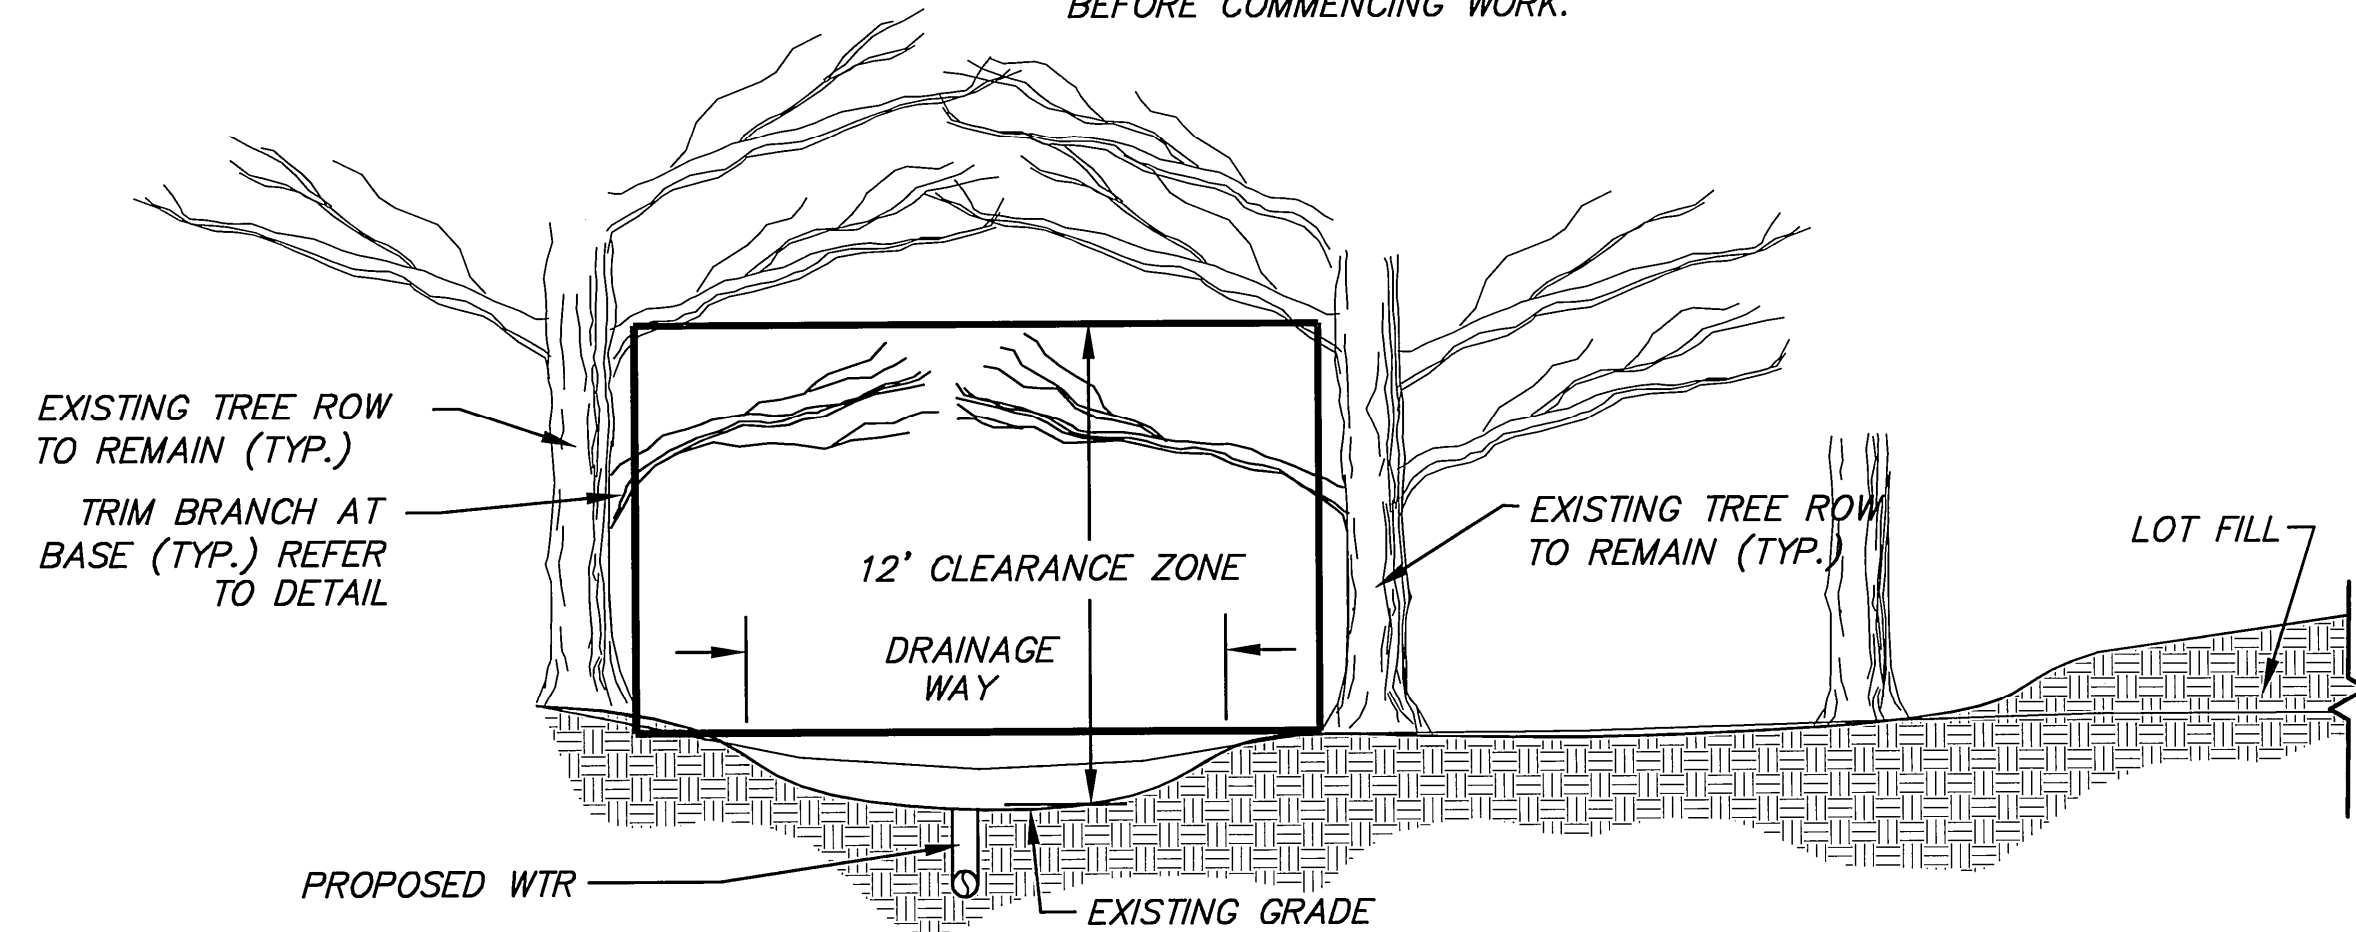 BEFORE COMMENCING WORK.
EXISTING TREE ROW
TO REMAIN (TYP.)
TRIM BRANCH AT
BASE (TYP.) REFER
TO DETAIL
12' CLEARANCE ZONE
DRAINAGE
WAY
EXISTING TREE ROW
TO REMAIN (TYP.)
LOT FILL
PROPOSED WTR
EXISTING GRADE